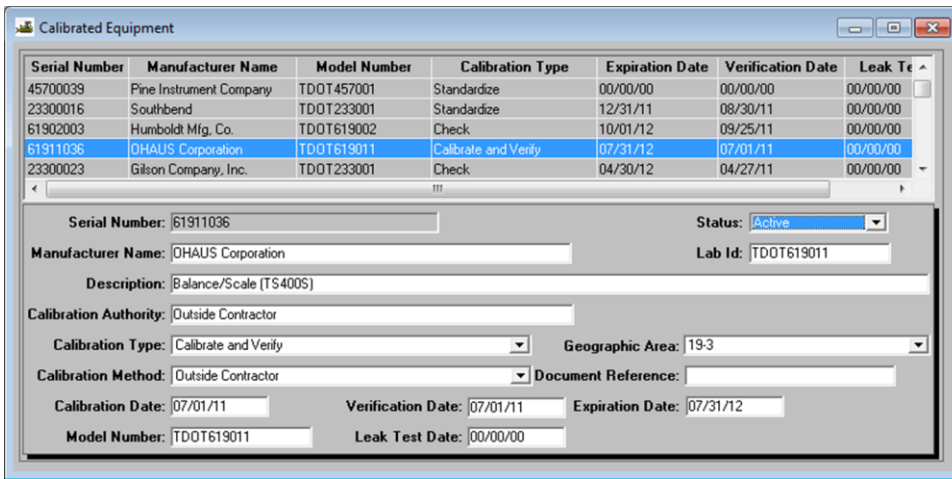 Calibrated Equipment
Serial Number Manufacturer Name Model Number Calibration Type Expiration Date Verification Date Leak Te
45700039 Pine Instrument Company TDOT457001 Standardize 00/00/00 00/00/00 00/00/00
23300016 Southbend TDOT233001 Standardize 12/31/11 08/30/11 00/00/00
61902003 Humboldt Mfg, Co. TDOT619002 Check 10/01/12 09/25/11 00/00/00
61911036 OHAUS Corporation TDOT619011 Calibrate and Verify 07/31/12 07/01/11 00/00/00
23300023 Gilson Company, Inc. TDOT233001 Check 04/30/12 04/27/11 00/00/00
Serial Number: 61911036 Status: Active
Manufacturer Name: OHAUS Corporation Lab Id: TDOT619011
Description: Balance/Scale (TS400S)
Calibration Authority: Outside Contractor
Calibration Type: Calibrate and Verify Geographic Area: 19-3
Calibration Method: Outside Contractor Document Reference:
Calibration Date: 07/01/11 Verification Date: 07/01/11 Expiration Date: 07/31/12
Model Number: TDOT619011 Leak Test Date: 00/00/00